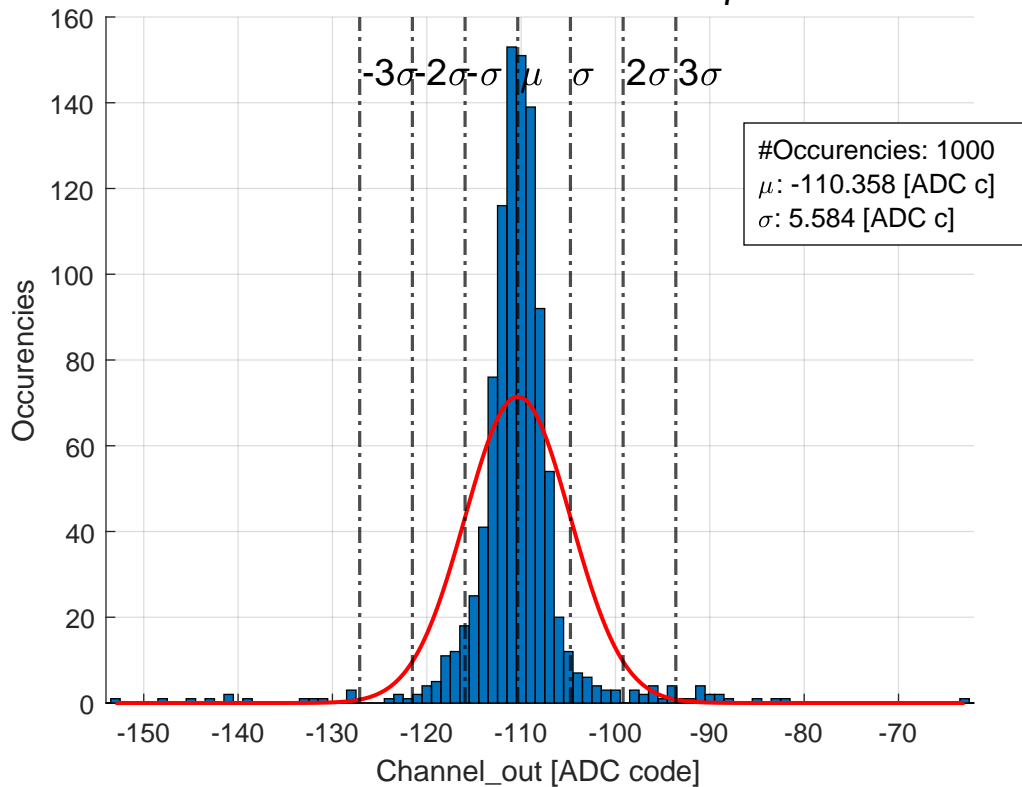 160
140
120
100
80
60
40
20
0
-3σ -2σ -σ μ σ 2σ 3σ
#Occurencies: 1000
μ: -110.358 [ADC c]
σ: 5.584 [ADC c]
Occurencies
-150 -140 -130 -120 -110 -100 -90 -80 -70
Channel_out [ADC code]